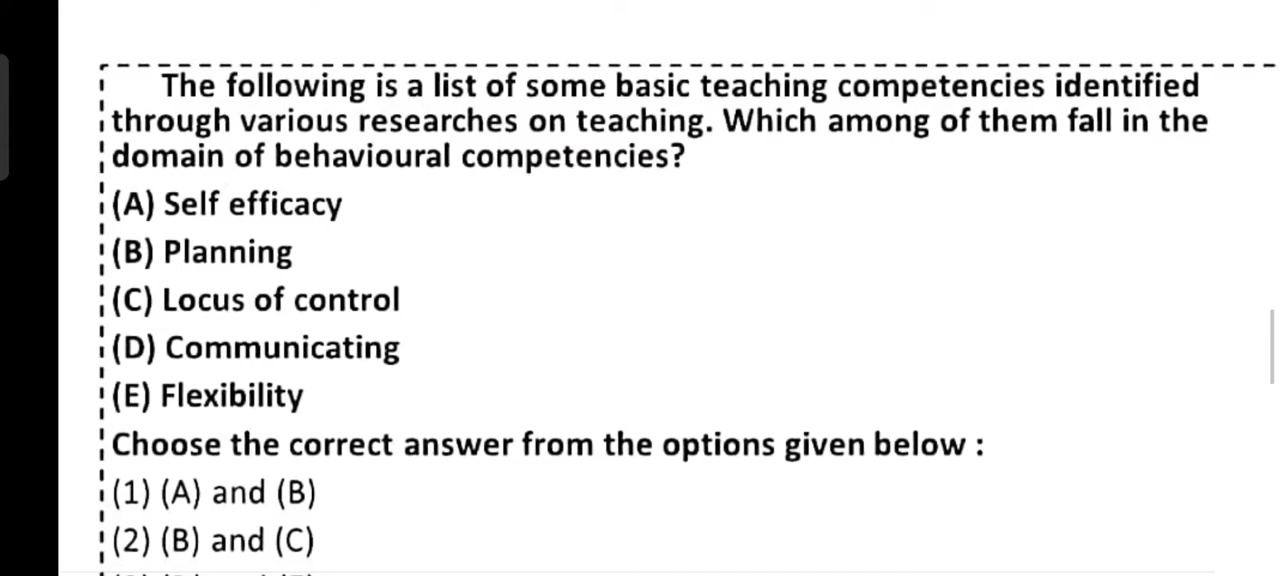 The following is a list of some basic teaching competencies identified
through various researches on teaching. Which among of them fall in the
domain of behavioural competencies?
(A) Self efficacy
(B) Planning
(C) Locus of control
(D) Communicating
(E) Flexibility
Choose the correct answer from the options given below :
(1) (A) and (B)
(2) (B) and (C)